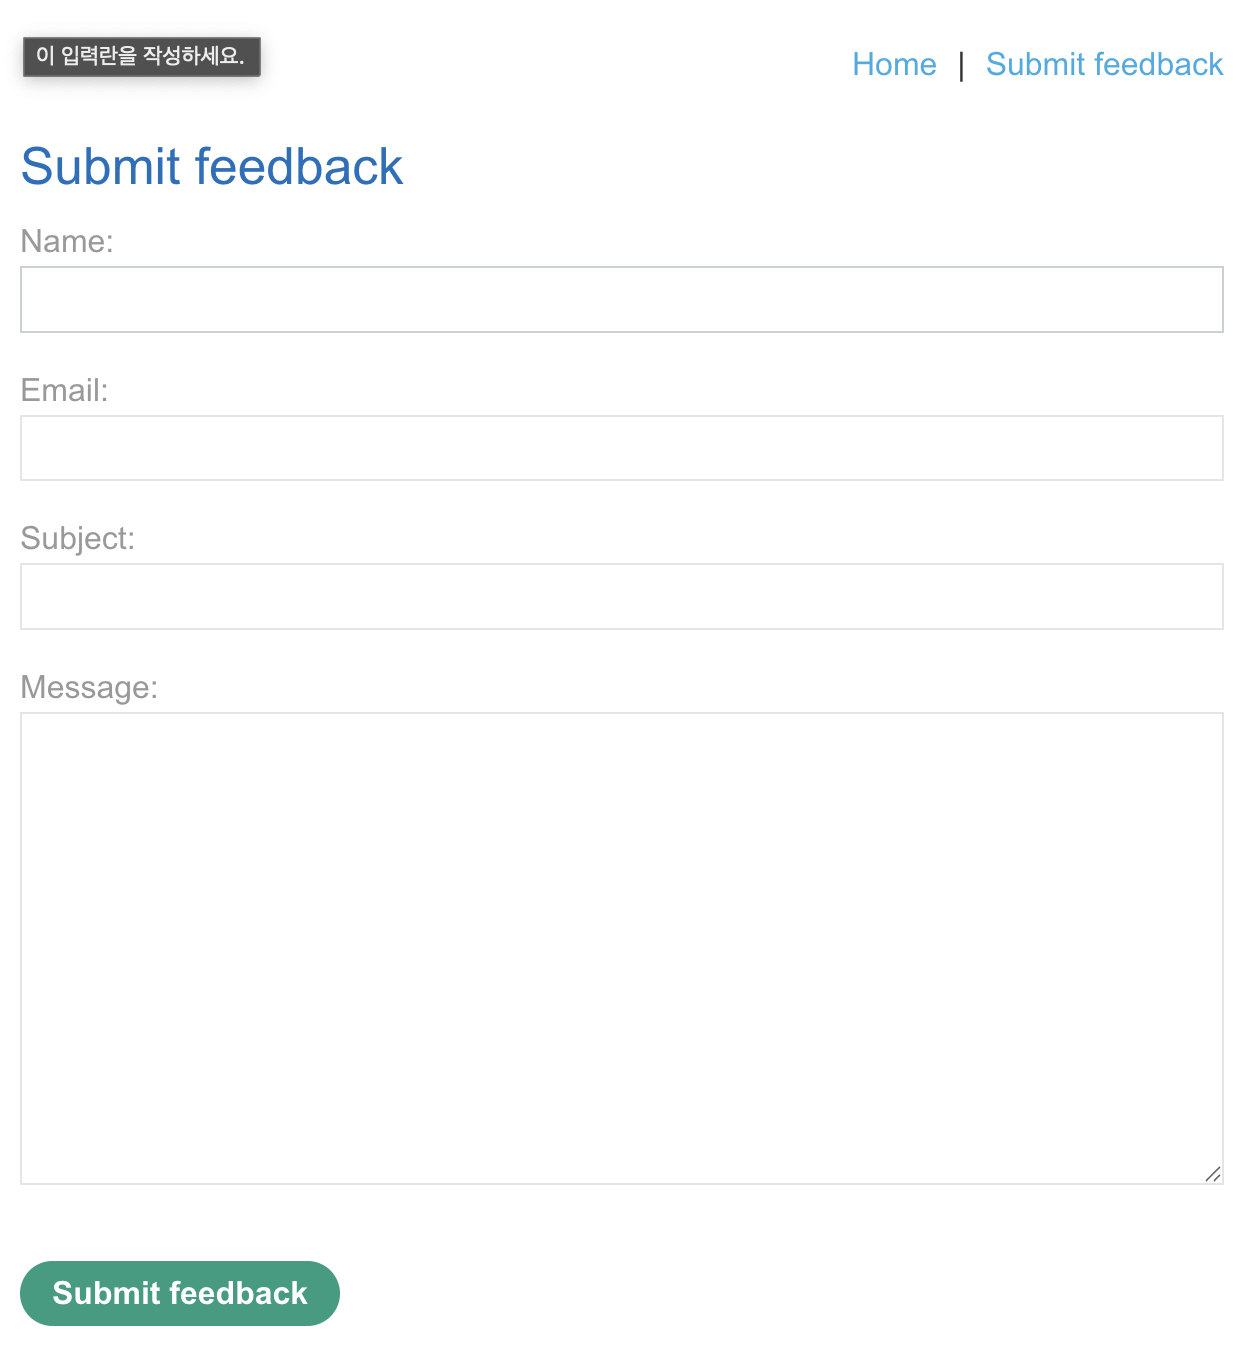 이 입력란을 작성하세요.
Home | Submit feedback
Submit feedback
Name:
Email:
Subject:
Message:
Submit feedback